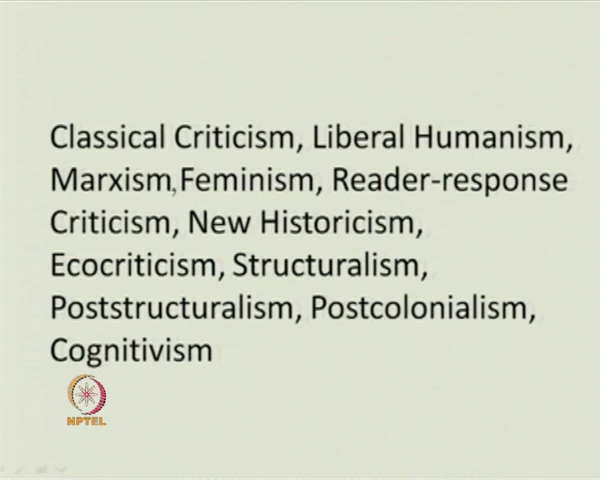 Classical Criticism, Liberal Humanism,
Marxism,Feminism, Reader-response
Criticism, New Historicism,
Ecocriticism, Structuralism,
Poststructuralism, Postcolonialism,
Cognitivism
NPTEL